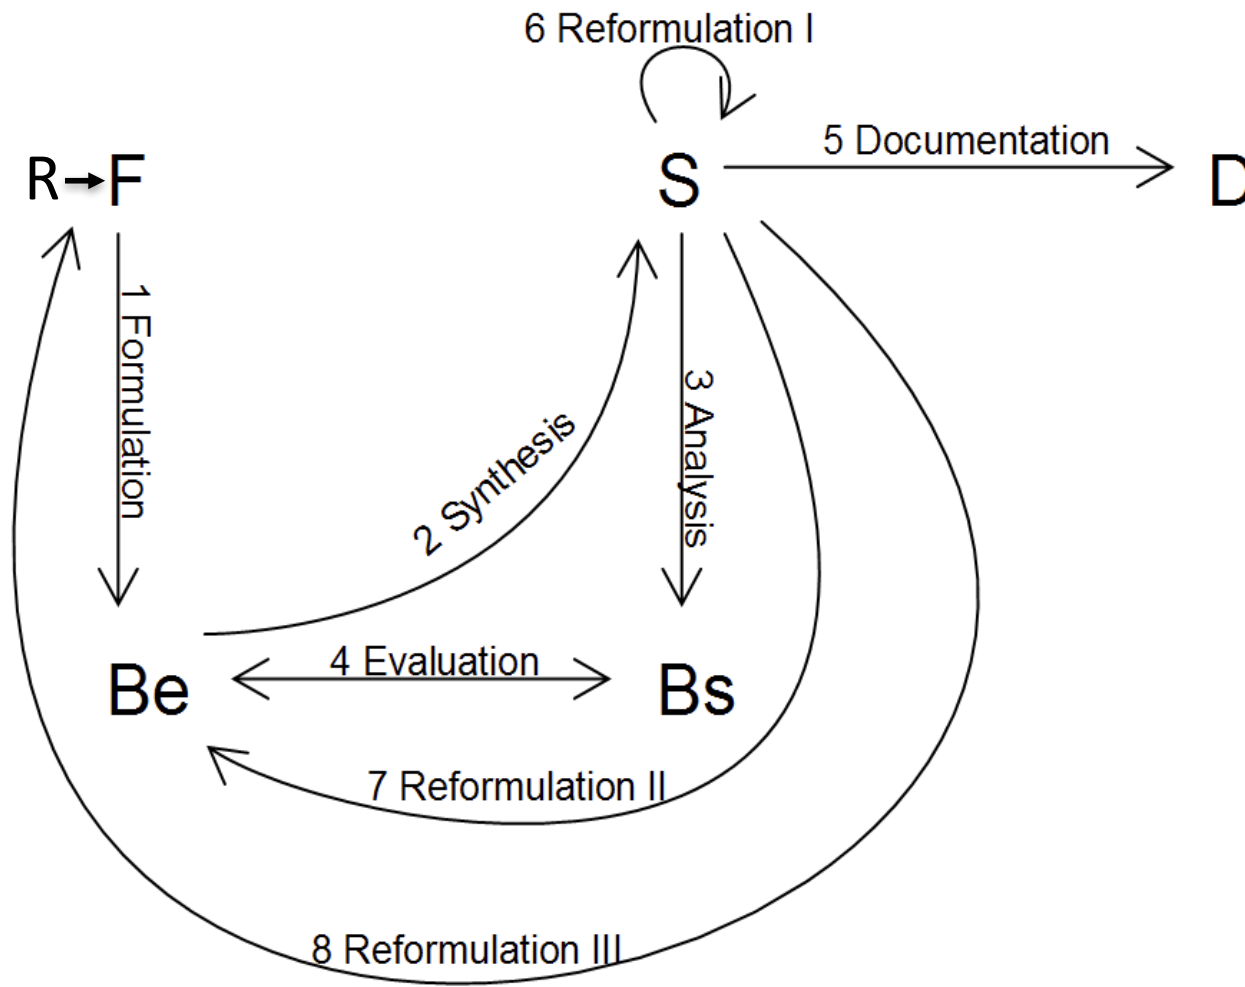 6 Reformulation I
5 Documentation
R F
S
D
1 Formulation
3 Analysis
2 Synthesis
4 Evaluation
Be
Bs
7 Reformulation II
8 Reformulation III